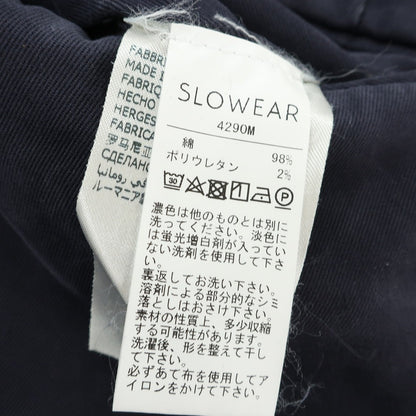 SLOWEAR
4290M
綿 98%
ポリウレタン 2%
30
P
濃色は他のものとは別に
洗ってください。淡色に
は蛍光増白剤が入ってい
ない洗剤を使用して下さ
い。
裏返してお洗い下さい。
溶剤による部分的なシミ
落としはおさけ下さい。
素材の性質上、多少収縮
する可能性があります。
洗濯後、形を整えて干し
て下さい。
必ずあて布を使用してア
イロンをかけて下さい。
FABBRI
MADE I
FABRIQ
HECHO
HERGES
FABRICA
罗马尼亚
СДЕЛАНО
ルーマニア